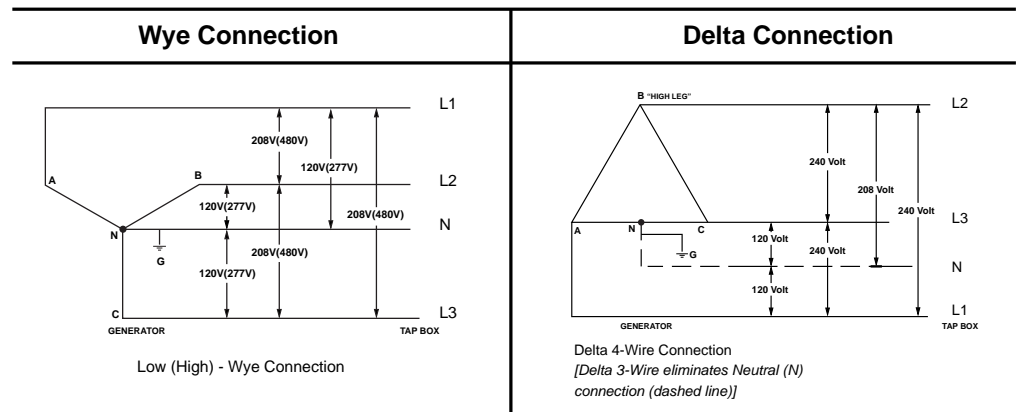 Wye Connection
L1
208V(480V)
120V(277V)
A
B
L2
120V(277V)
208V(480V)
N
N
G
208V(480V)
120V(277V)
C
L3
GENERATOR
TAP BOX
Low (High) - Wye Connection
Delta Connection
B "HIGH LEG"
L2
240 Volt
208 Volt
240 Volt
A
N
C
L3
120 Volt
240 Volt
G
N
120 Volt
L1
GENERATOR
TAP BOX
Delta 4-Wire Connection
[Delta 3-Wire eliminates Neutral (N)
connection (dashed line)]